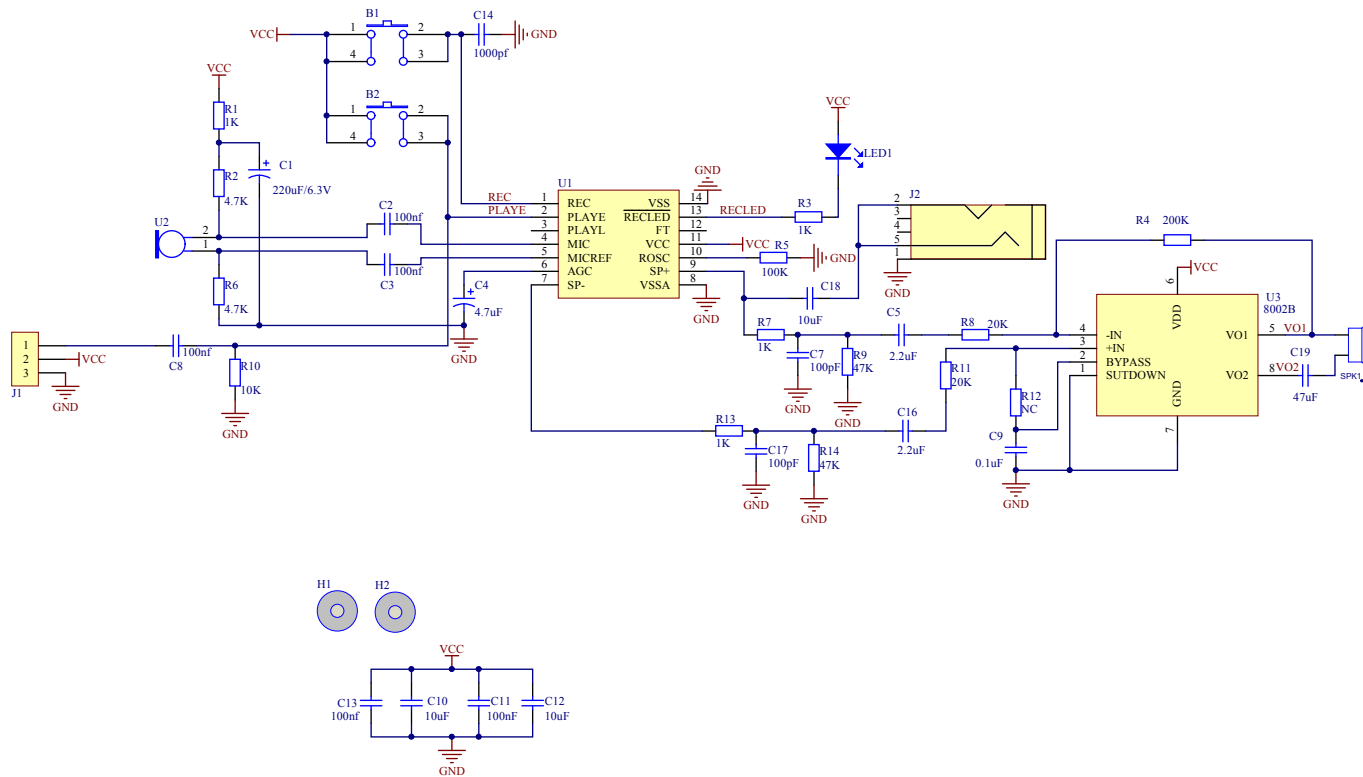 B1
VCC
1
2
4
3
C14
1000pf
GND
B2
1
2
4
3
VCC
R1
1K
R2
4.7K
C1
+
220uF/6.3V
U2
2
1
R6
4.7K
C2
100nf
C3
100nf
C4
+
4.7uF
GND
J1
1
2
3
VCC
GND
C8
100nf
R10
10K
GND
U1
REC
PLAYE
1
2
3
4
5
6
7
REC
PLAYE
PLAYL
MIC
MICREF
AGC
SP-
VSS
RECLED
FT
VCC
ROSC
SP+
VSSA
14
13
12
11
10
9
8
GND
RECLED
VCC
GND
R3
1K
VCC
LED1
R5
100K
GND
C18
10uF
J2
2
3
4
5
1
GND
R7
1K
C7
100pF
GND
R9
47K
GND
C5
2.2uF
R8
20K
R4 200K
R11
20K
R12
NC
C9
0.1uF
GND
R13
1K
C17
100pF
GND
R14
47K
GND
C16
2.2uF
U3
8002B
VCC
6
VDD
4
3
2
1
-IN
+IN
BYPASS
SUTDOWN
GND
7
VO1
VO2
5 VO1
8 VO2
C19
47uF
SPK1
H1
H2
VCC
C13
100nf
C10
10uF
C11
100nF
C12
10uF
GND